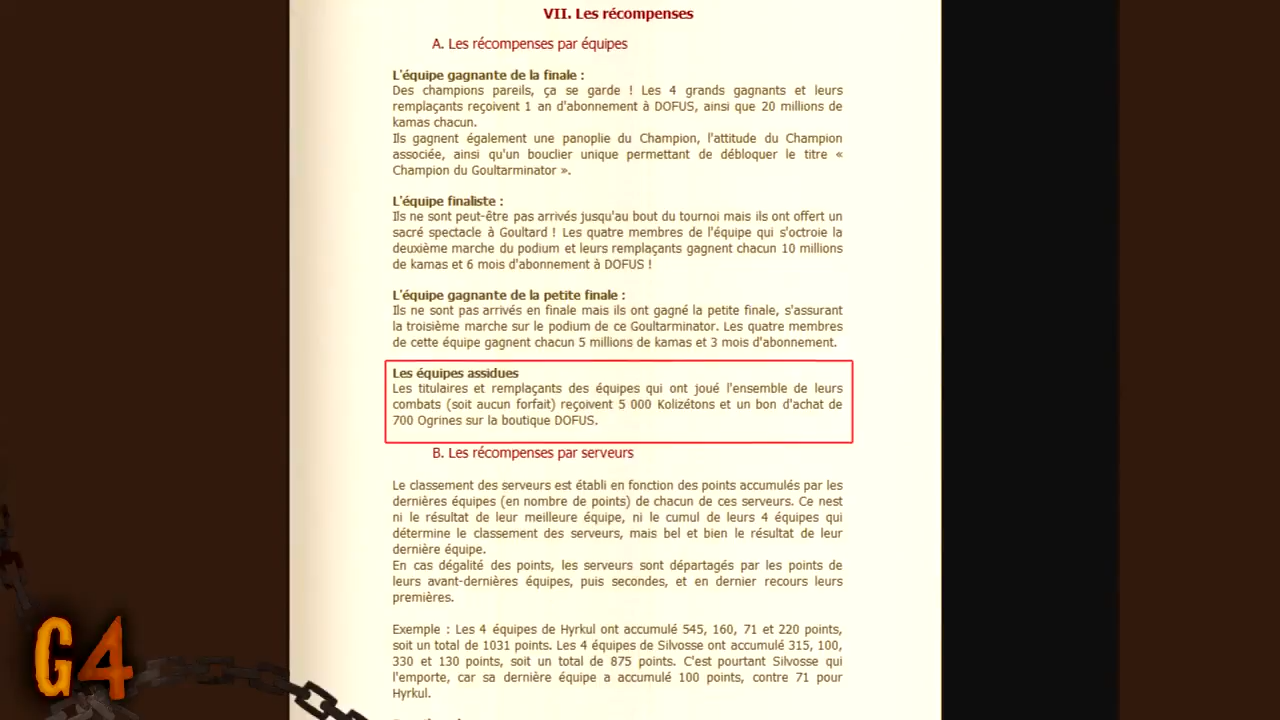 VII. Les récompenses
A. Les récompenses par équipes
L'équipe gagnante de la finale :
Des champions pareils, ça se garde ! Les 4 grands gagnants et leurs
remplaçants reçoivent 1 an d'abonnement à DOFUS, ainsi que 20 millions de
kamas chacun.
Ils gagnent également une panoplie du Champion, l'attitude du Champion
associée, ainsi qu'un bouclier unique permettant de débloquer le titre «
Champion du Goultarminator ».
L'équipe finaliste :
Ils ne sont peut-être pas arrivés jusqu'au bout du tournoi mais ils ont offert un
sacré spectacle à Goultard ! Les quatre membres de l'équipe qui s'octroie la
deuxième marche du podium et leurs remplaçants gagnent chacun 10 millions
de kamas et 6 mois d'abonnement à DOFUS !
L'équipe gagnante de la petite finale :
Ils ne sont pas arrivés en finale mais ils ont gagné la petite finale, s'assurant
la troisième marche sur le podium de ce Goultarminator. Les quatre membres
de cette équipe gagnent chacun 5 millions de kamas et 3 mois d'abonnement.
Les équipes assidues
Les titulaires et remplaçants des équipes qui ont joué l'ensemble de leurs
combats (soit aucun forfait) reçoivent 5 000 Kolizétons et un bon d'achat de
700 Ogrines sur la boutique DOFUS.
B. Les récompenses par serveurs
Le classement des serveurs est établi en fonction des points accumulés par les
dernières équipes (en nombre de points) de chacun de ces serveurs. Ce nest
ni le résultat de leur meilleure équipe, ni le cumul de leurs 4 équipes qui
détermine le classement des serveurs, mais bel et bien le résultat de leur
dernière équipe.
En cas dégalité des points, les serveurs sont départagés par les points de
leurs avant-dernières équipes, puis secondes, et en dernier recours leurs
premières.
Exemple : Les 4 équipes de Hyrkul ont accumulé 545, 160, 71 et 220 points,
soit un total de 1031 points. Les 4 équipes de Silvosse ont accumulé 315, 100,
330 et 130 points, soit un total de 875 points. C'est pourtant Silvosse qui
l'emporte, car sa dernière équipe a accumulé 100 points, contre 71 pour
Hyrkul.
G4